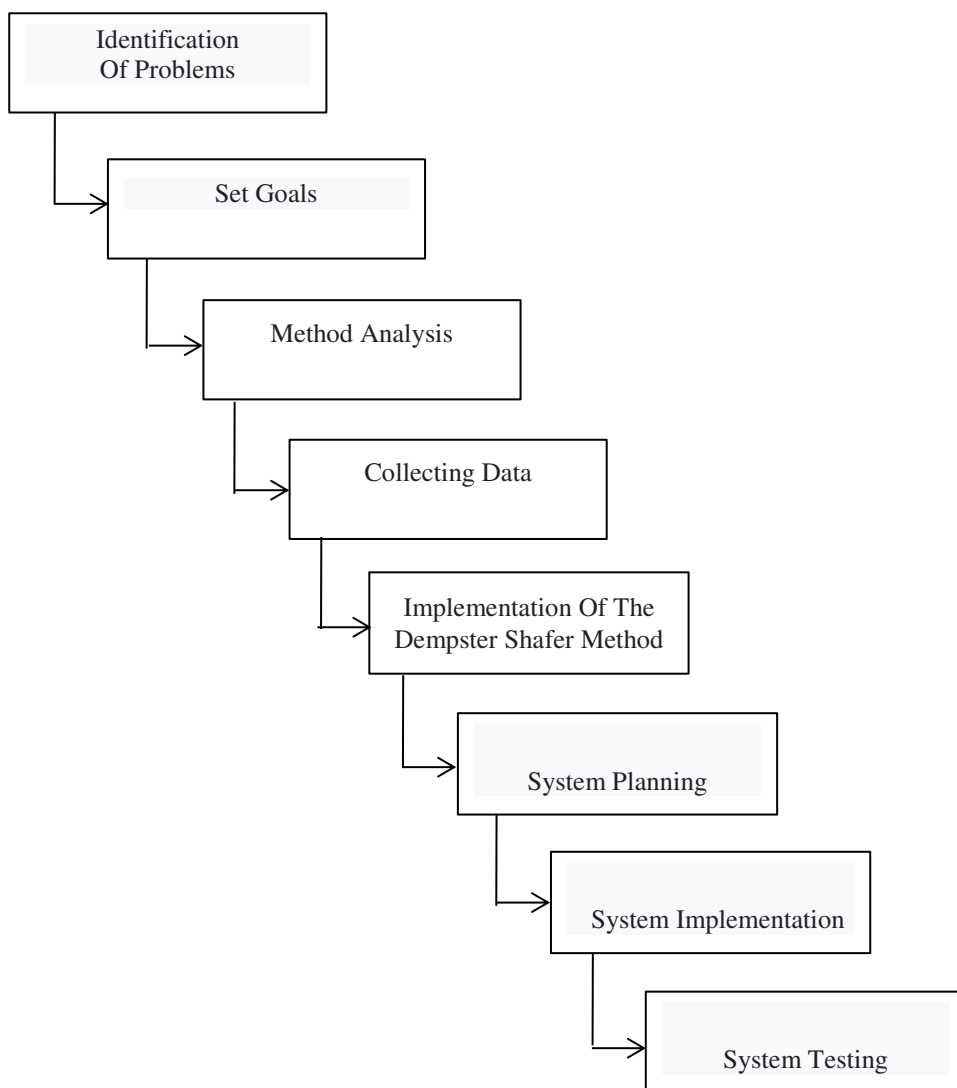 Identification
Of Problems
Set Goals
Method Analysis
Collecting Data
Implementation Of The
Dempster Shafer Method
System Planning
System Implementation
System Testing